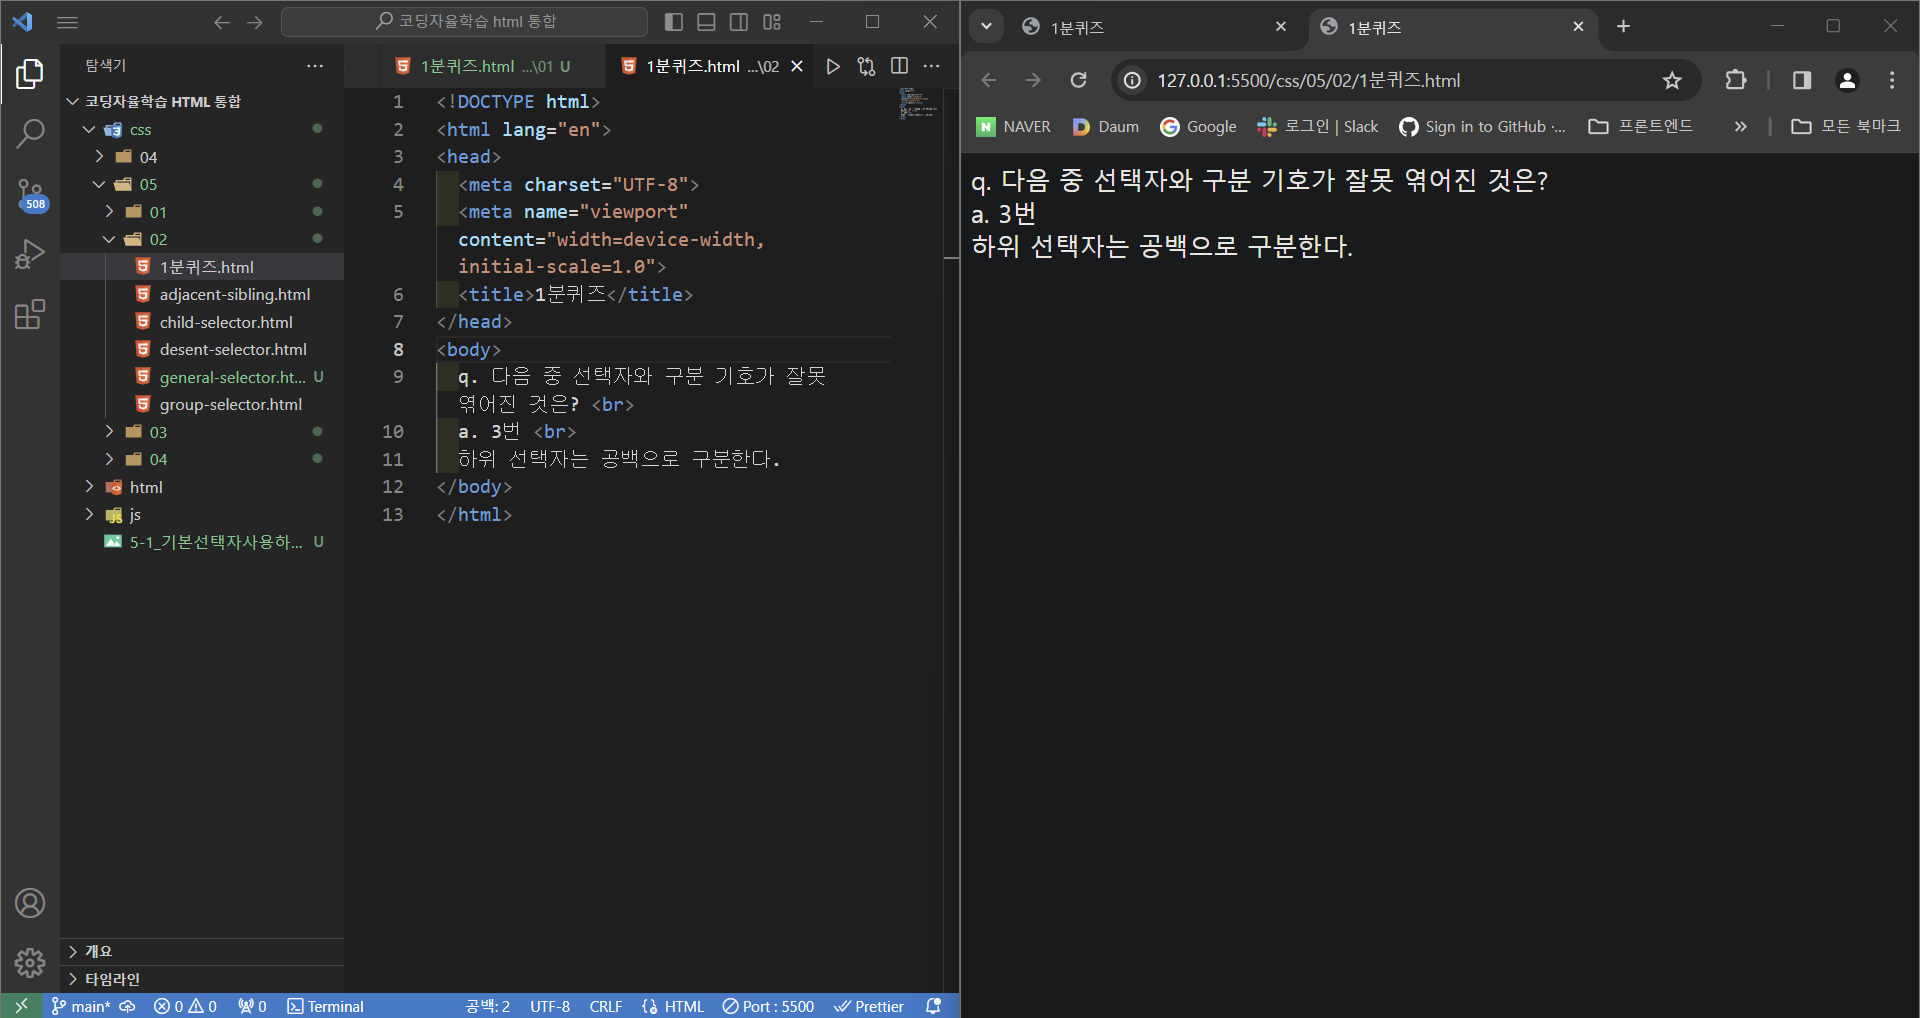 코딩자율학습 html 통합
탐색기
1분퀴즈.html ...\01 U
1분퀴즈.html ...\02
코딩자율학습 HTML 통합
css
04
05
01
02
1분퀴즈.html
adjacent-sibling.html
child-selector.html
desent-selector.html
general-selector.ht... U
group-selector.html
03
04
html
js
5-1_기본선택자사용하... U
508
개요
타임라인
1 <!DOCTYPE html>
2 <html lang="en">
3 <head>
4 <meta charset="UTF-8">
5 <meta name="viewport"
content="width=device-width,
initial-scale=1.0">
6 <title>1분퀴즈</title>
7 </head>
8 <body>
9 q. 다음 중 선택자와 구분 기호가 잘못
엮어진 것은? <br>
10 a. 3번 <br>
11 하위 선택자는 공백으로 구분한다.
12 </body>
13 </html>
main* 0 0 0 Terminal 공백: 2 UTF-8 CRLF HTML Port : 5500 Prettier
1분퀴즈
1분퀴즈
127.0.0.1:5500/css/05/02/1분퀴즈.html
NAVER Daum Google 로그인 | Slack Sign in to GitHub ·... 프론트엔드 » 모든 북마크
q. 다음 중 선택자와 구분 기호가 잘못 엮어진 것은?
a. 3번
하위 선택자는 공백으로 구분한다.